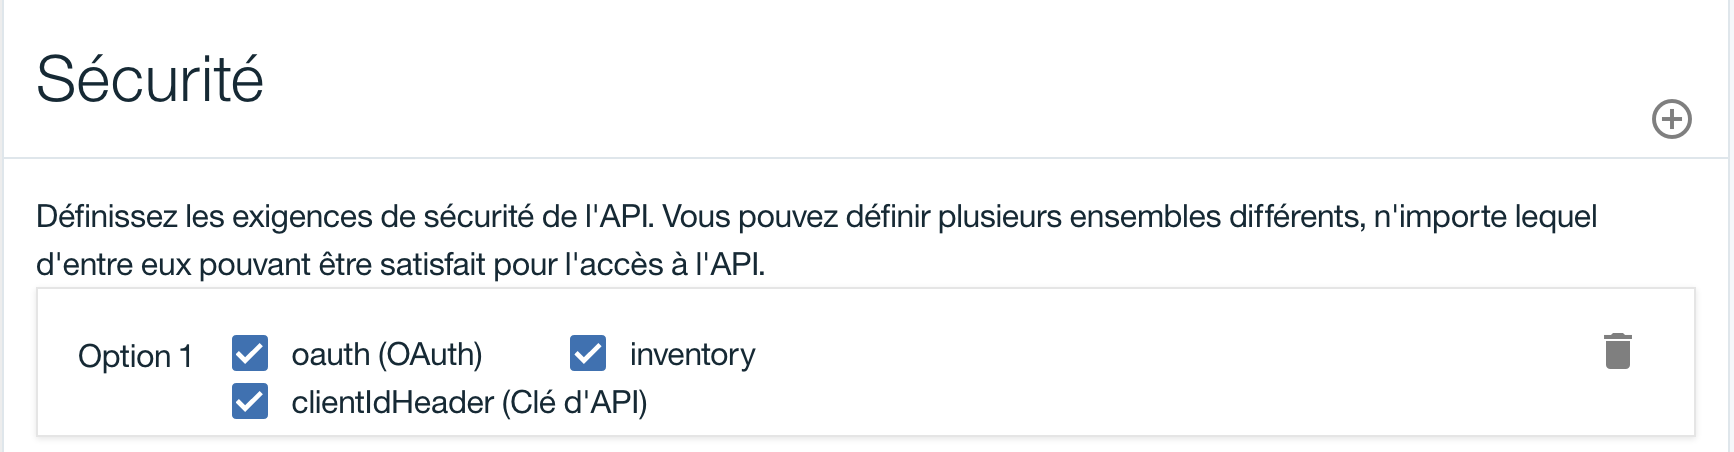 Sécurité
Définissez les exigences de sécurité de l'API. Vous pouvez définir plusieurs ensembles différents, n'importe lequel
d'entre eux pouvant être satisfait pour l'accès à l'API.
Option 1 oauth (OAuth) inventory
clientIdHeader (Clé d'API)